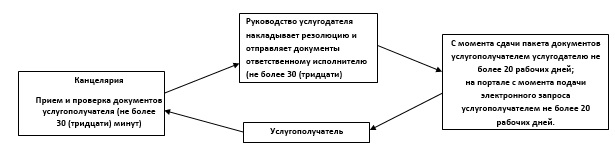 Руководство услугодателя
накладывает резолюцию и
отправляет документы
ответственному исполнителю
(не более 30 (тридцати)
С момента сдачи пакета документов
услугополучателем услугодателю не
более 20 рабочих дней;
на портале с момента подачи
электронного запроса
услугополучателем не более 20
рабочих дней.
Канцелярия
Прием и проверка документов
услугополучателя (не более
30 (тридцати) минут)
Услугополучатель